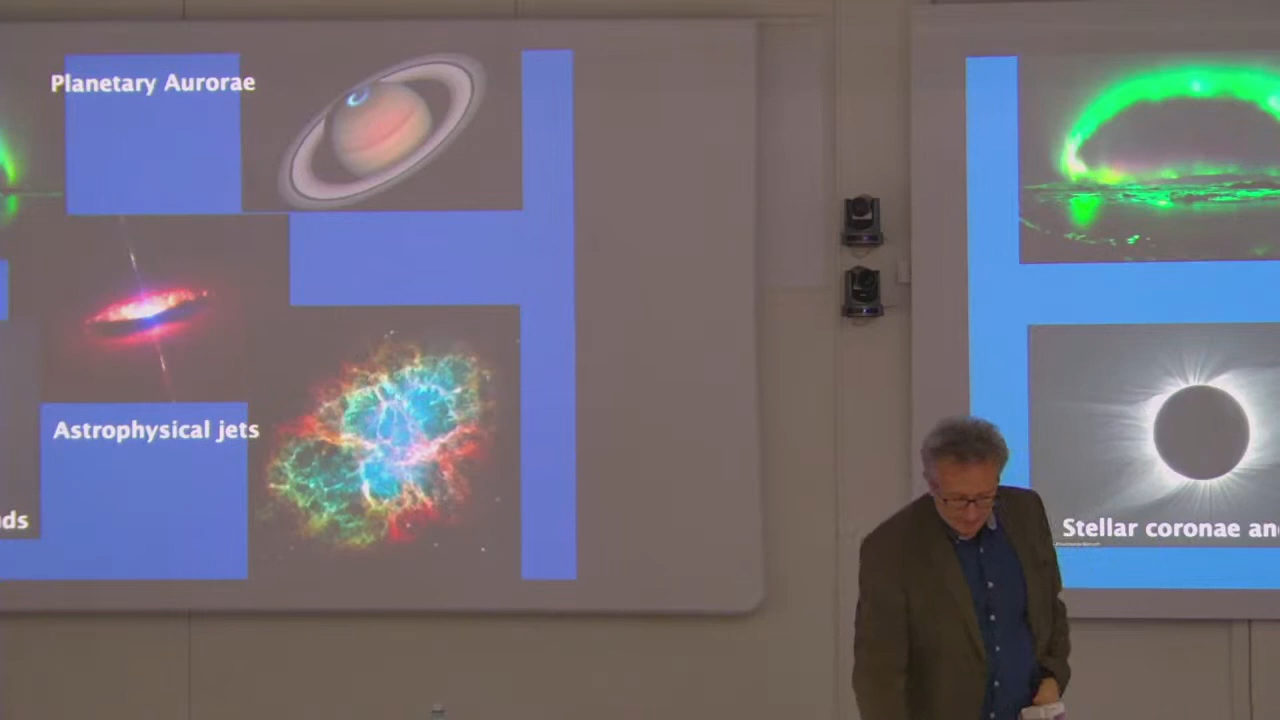 Planetary Aurorae
Astrophysical jets
ds
Stellar coronae an